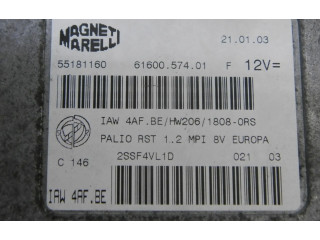 MAGNETI
MARELLI
21.01.03
55181160 61600.574.01 F 12V=
IAW 4AF.BE/HW206/1808-0RS
PALIO RST 1.2 MPI 8V EUROPA
C 146 2SSF4VL1D 021 03
IAW 4AF.BE